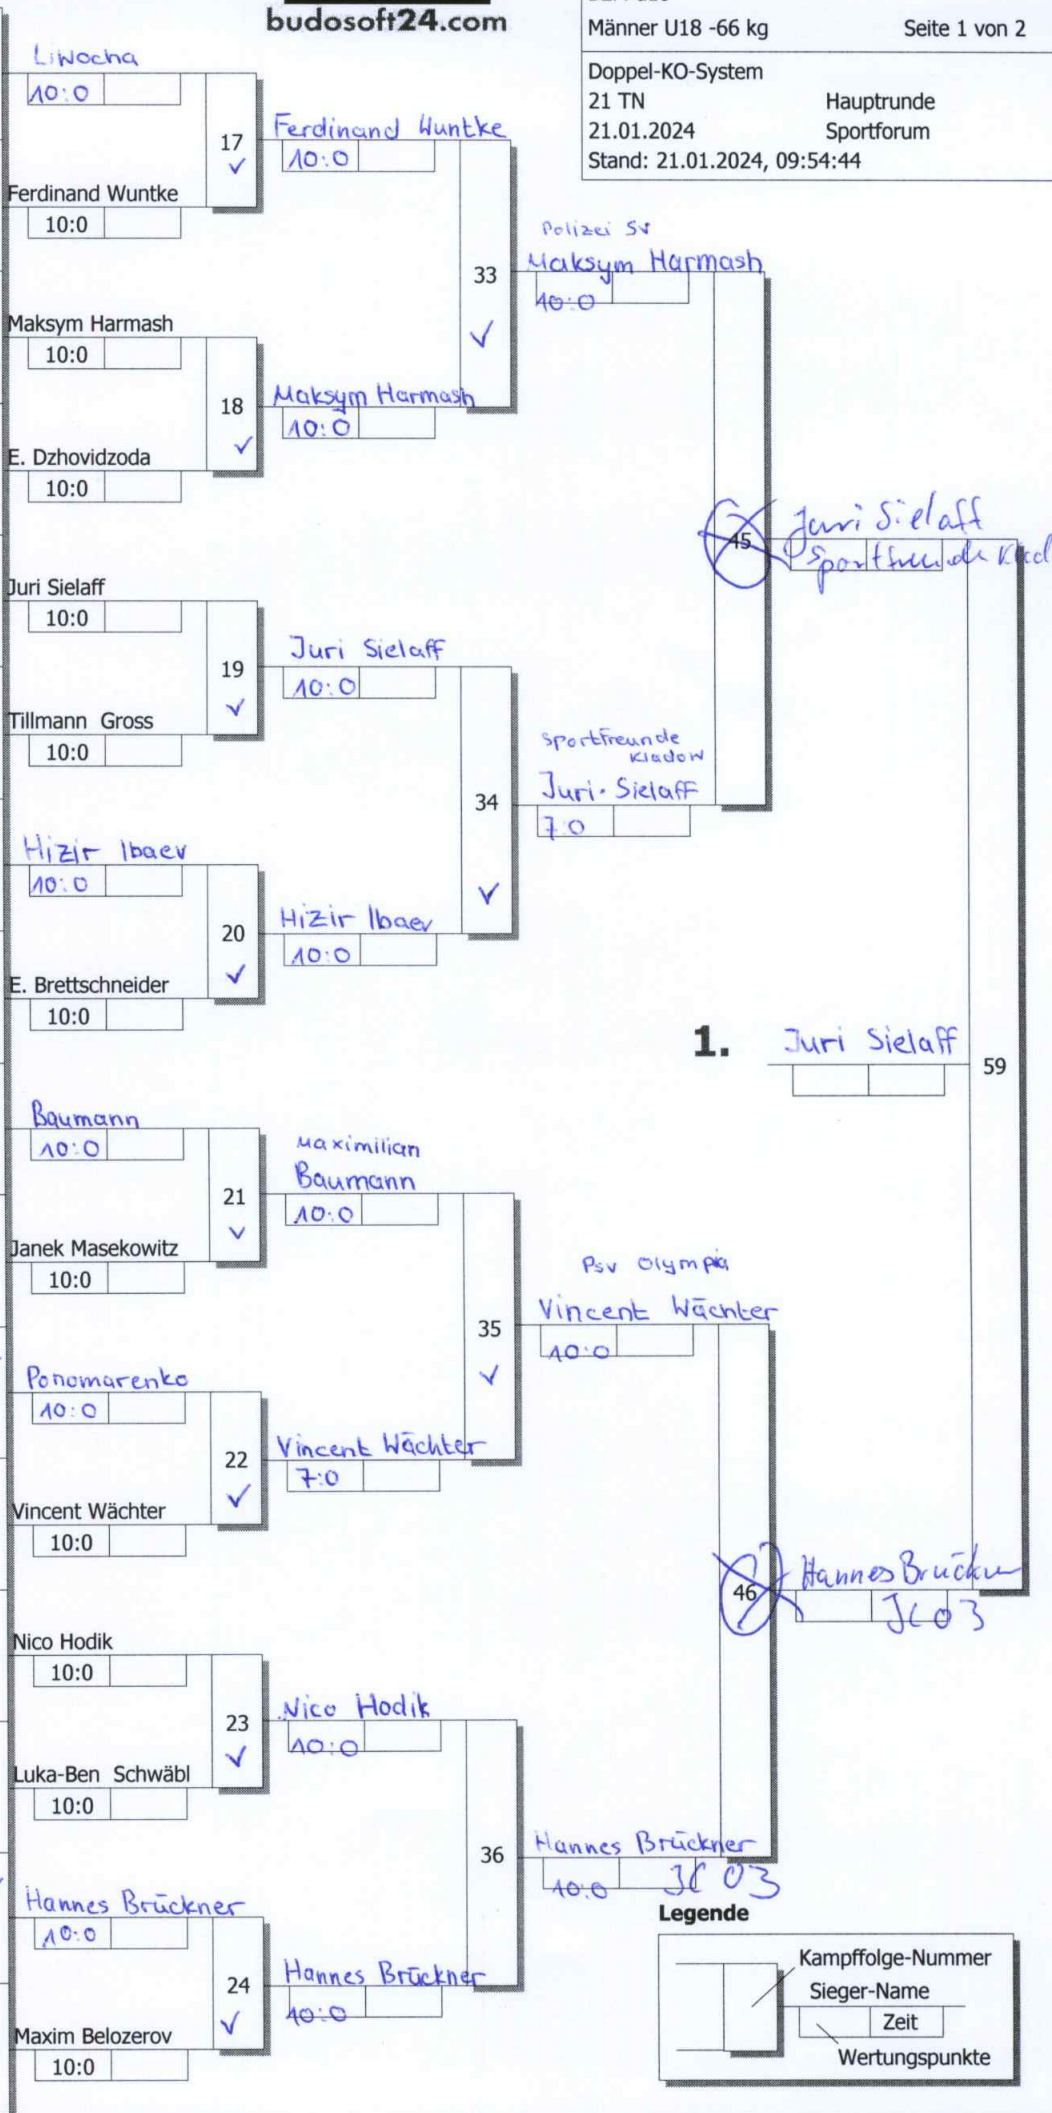 budosoft24.com
Männer U18 -66 kg Seite 1 von 2
Doppel-KO-System
21 TN Hauptrunde
21.01.2024 Sportforum
Stand: 21.01.2024, 09:54:44
Liwocha
10:0
17
Ferdinand Wuntke
10:0
Ferdinand Wuntke
10:0
33
Polizei SV
Maksym Harmash
10:0
Maksym Harmash
10:0
18
Maksym Harmash
10:0
E. Dzhovidzoda
10:0
45
Juri Sielaff
Sportfreunde Klad
Juri Sielaff
10:0
19
Juri Sielaff
10:0
Tillmann Gross
10:0
34
Sportfreunde
Kladow
Juri Sielaff
7:0
Hizir Ibaev
10:0
20
Hizir Ibaev
10:0
E. Brettschneider
10:0
1. Juri Sielaff
59
Baumann
10:0
21
Maximilian
Baumann
10:0
Janek Masekowitz
10:0
35
PSV Olympia
Vincent Wächter
10:0
Ponomarenko
10:0
22
Vincent Wächter
7:0
Vincent Wächter
10:0
46
Hannes Brückner
JC03
Nico Hodik
10:0
23
Nico Hodik
10:0
Luka-Ben Schwäbl
10:0
36
Hannes Brückner
10:0 JC03
Hannes Brückner
10:0
24
Hannes Brückner
10:0
Maxim Belozerov
10:0
Legende
Kampffolge-Nummer
Sieger-Name
Zeit
Wertungspunkte